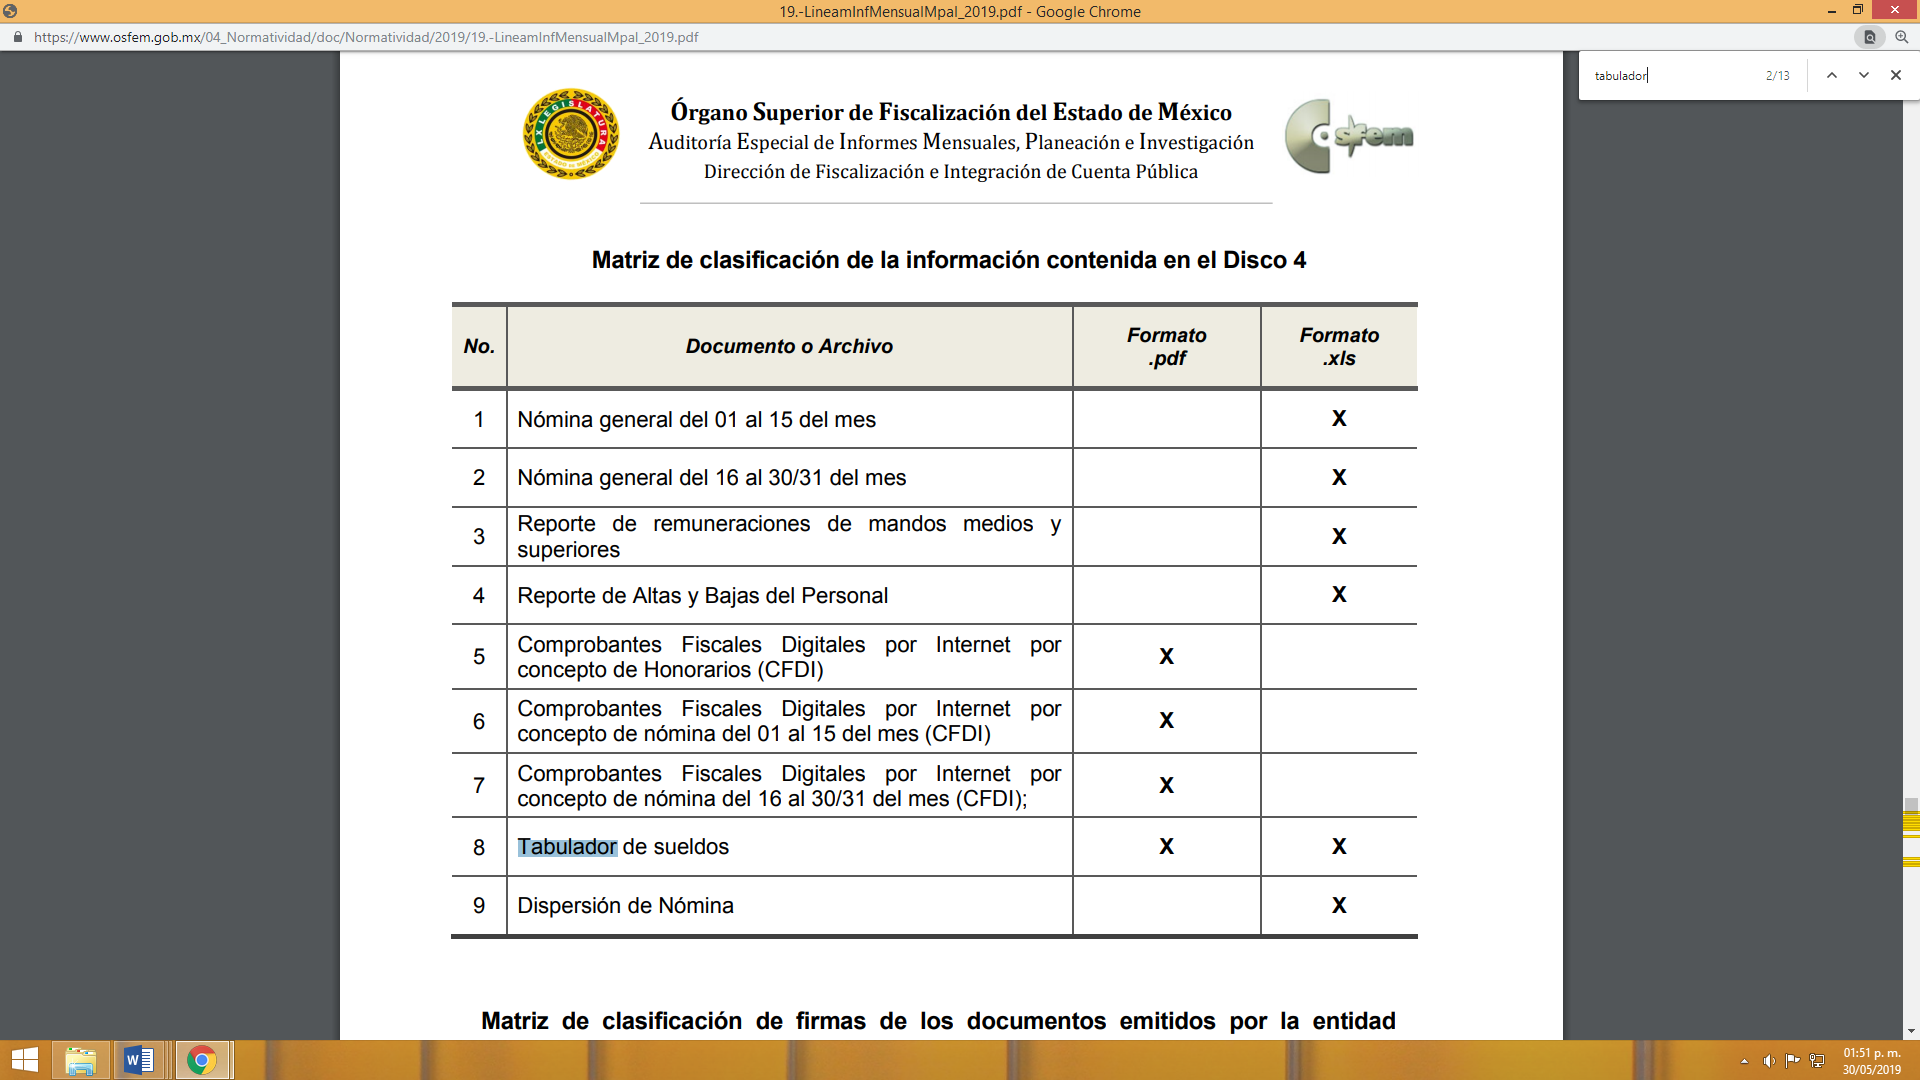 19.-LineamInfMensualMpal_2019.pdf - Google Chrome
https://www.osfem.gob.mx/04_Normatividad/doc/Normatividad/2019/19.-LineamInfMensualMpal_2019.pdf
tabulador 2/13
LX LEGISLATURA
ESTADO DE MÉXICO
Órgano Superior de Fiscalización del Estado de México
Auditoría Especial de Informes Mensuales, Planeación e Investigación
Dirección de Fiscalización e Integración de Cuenta Pública
Osfem
Matriz de clasificación de la información contenida en el Disco 4
No. Documento o Archivo Formato .pdf Formato .xls
1 Nómina general del 01 al 15 del mes X
2 Nómina general del 16 al 30/31 del mes X
3 Reporte de remuneraciones de mandos medios y
superiores X
4 Reporte de Altas y Bajas del Personal X
5 Comprobantes Fiscales Digitales por Internet por
concepto de Honorarios (CFDI) X
6 Comprobantes Fiscales Digitales por Internet por
concepto de nómina del 01 al 15 del mes (CFDI) X
7 Comprobantes Fiscales Digitales por Internet por
concepto de nómina del 16 al 30/31 del mes (CFDI); X
8 Tabulador de sueldos X X
9 Dispersión de Nómina X
Matriz de clasificación de firmas de los documentos emitidos por la entidad
01:51 p. m.
30/05/2019